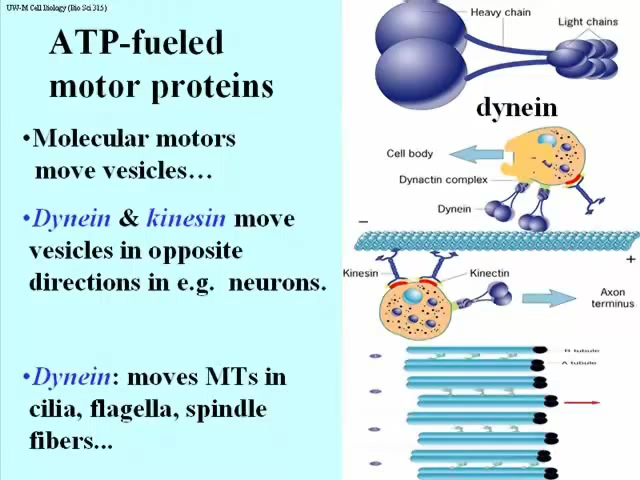 UW-M Cell Biology (Bio Sci 315)
ATP-fueled
motor proteins
•Molecular motors
move vesicles…
•Dynein & kinesin move
vesicles in opposite
directions in e.g. neurons.
•Dynein: moves MTs in
cilia, flagella, spindle
fibers...
Heavy chain
Light chains
dynein
Cell body
Dynactin complex
Dynein
–
+
Kinesin
Kinectin
Axon
terminus
B tubule
A tubule